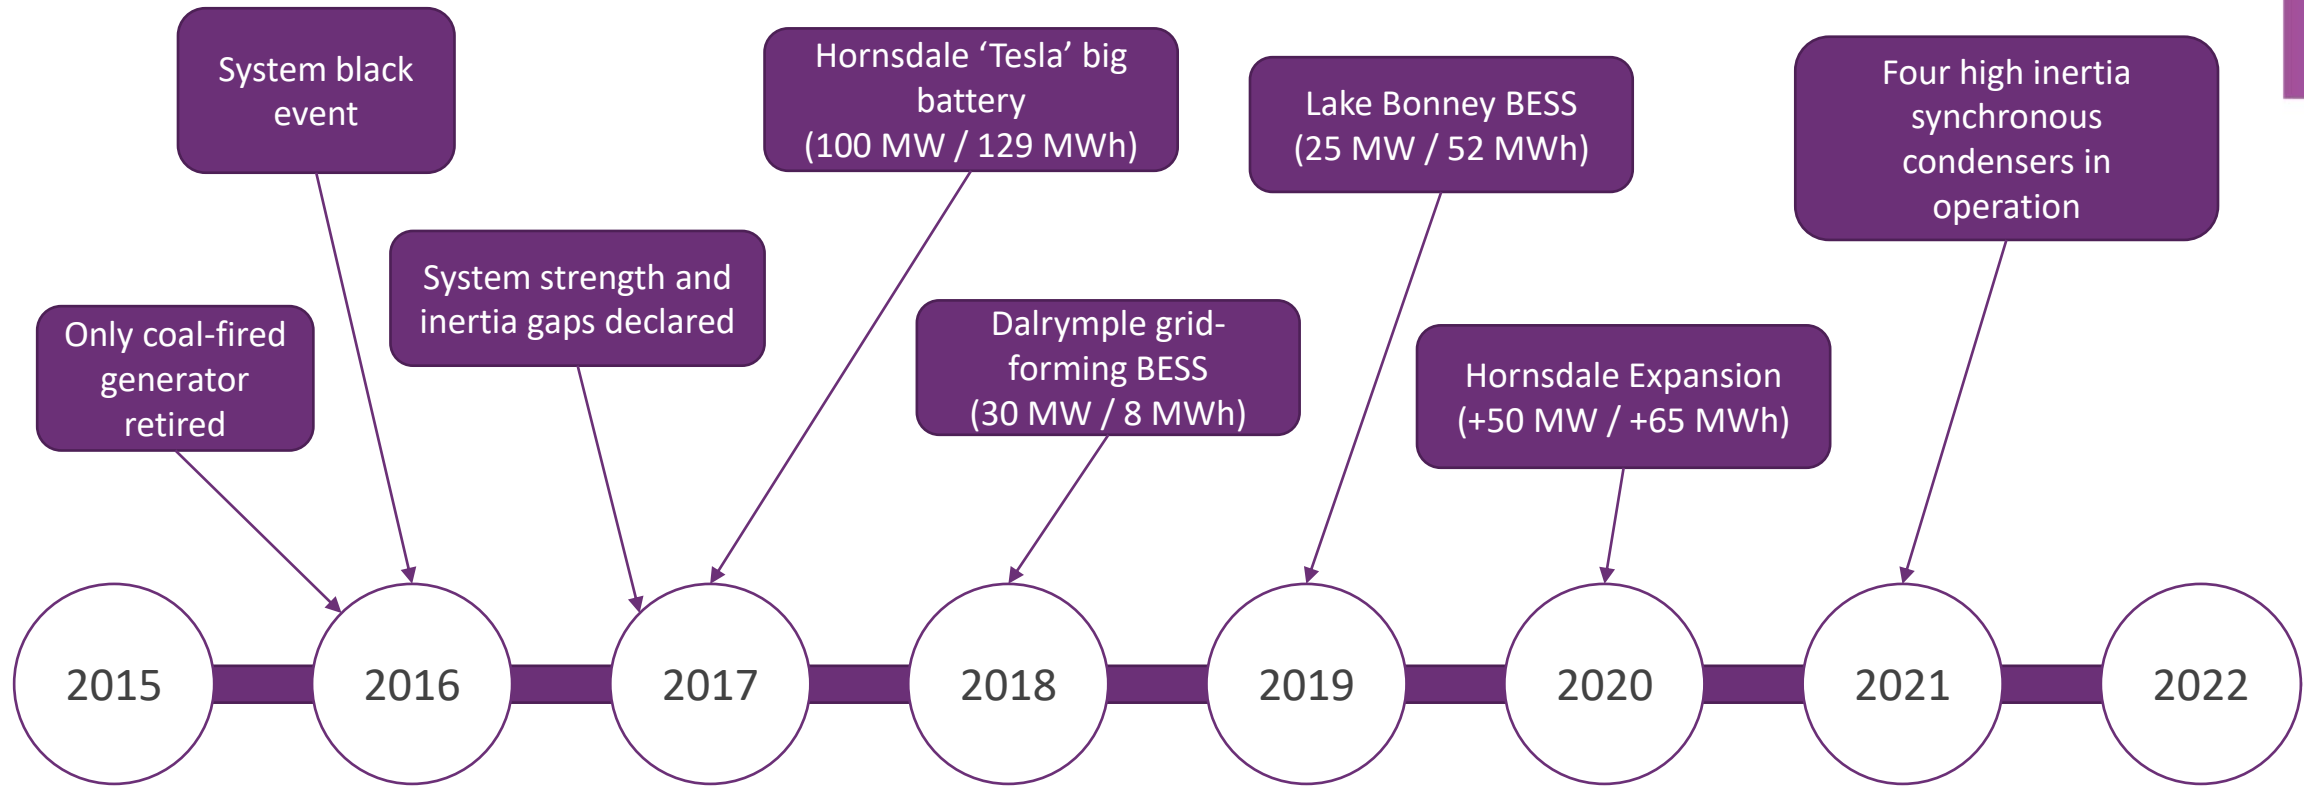 System black
event
Hornsdale ‘Tesla’ big
battery
(100 MW / 129 MWh)
Lake Bonney BESS
(25 MW / 52 MWh)
Four high inertia
synchronous
condensers in
operation
Only coal-fired
generator
retired
System strength and
inertia gaps declared
Dalrymple grid-
forming BESS
(30 MW / 8 MWh)
Hornsdale Expansion
(+50 MW / +65 MWh)
2015
2016
2017
2018
2019
2020
2021
2022